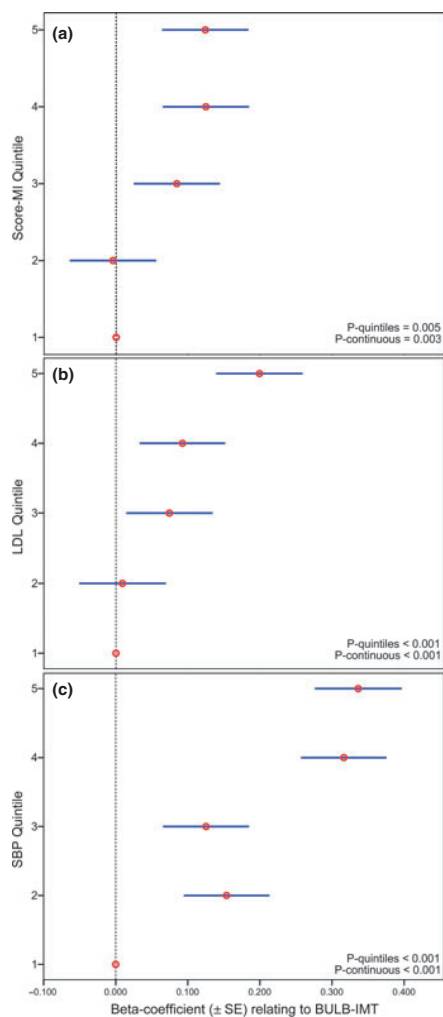 (a)
Score-MI Quintile
5
4
3
2
1
P-quintiles = 0.005
P-continuous = 0.003
(b)
LDL Quintile
5
4
3
2
1
P-quintiles < 0.001
P-continuous < 0.001
(c)
SBP Quintile
5
4
3
2
1
P-quintiles < 0.001
P-continuous < 0.001
–0.100 0.000 0.100 0.200 0.300 0.400
Beta-coefficient (± SE) relating to BULB-IMT